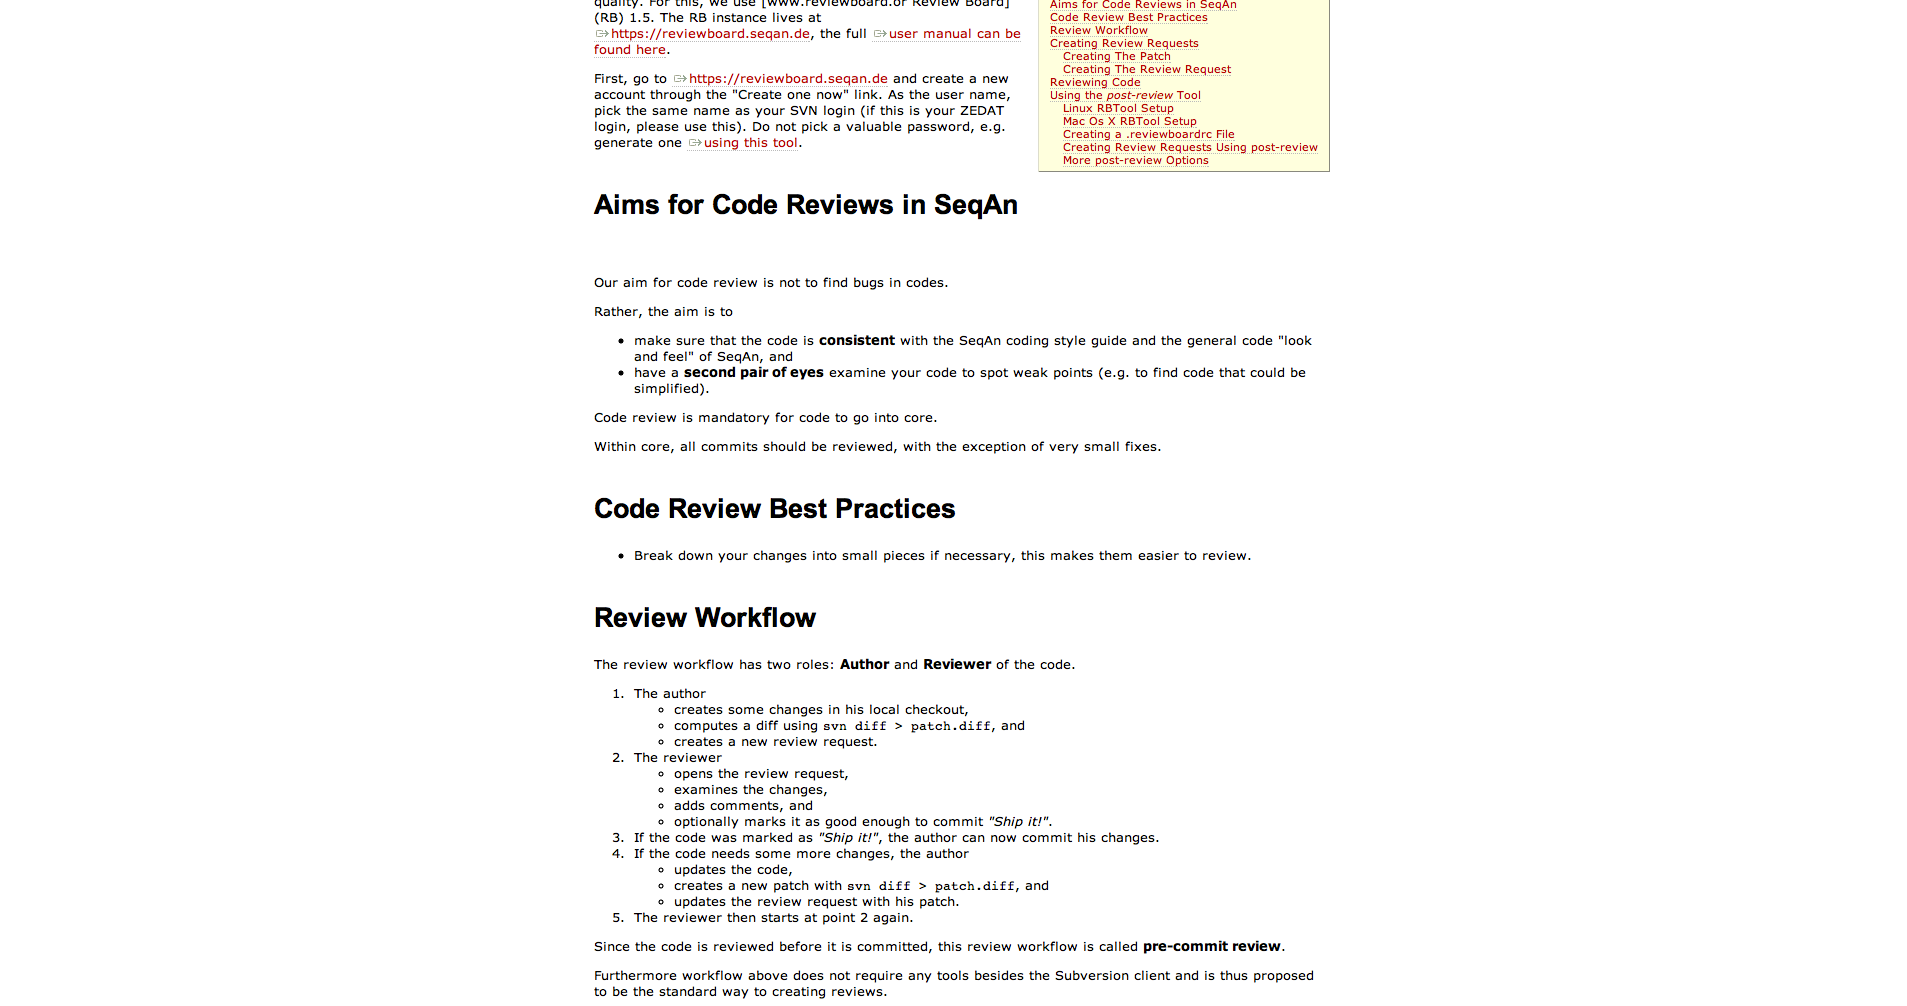 quality. For this, we use [www.reviewboard.or Review Board]
(RB) 1.5. The RB instance lives at
https://reviewboard.seqan.de, the full user manual can be
found here.
First, go to https://reviewboard.seqan.de and create a new
account through the "Create one now" link. As the user name,
pick the same name as your SVN login (if this is your ZEDAT
login, please use this). Do not pick a valuable password, e.g.
generate one using this tool.
Aims for Code Reviews in SeqAn
Code Review Best Practices
Review Workflow
Creating Review Requests
Creating The Patch
Creating The Review Request
Reviewing Code
Using the post-review Tool
Linux RBTool Setup
Mac Os X RBTool Setup
Creating a .reviewboardrc File
Creating Review Requests Using post-review
More post-review Options
Aims for Code Reviews in SeqAn
Our aim for code review is not to find bugs in codes.
Rather, the aim is to
• make sure that the code is consistent with the SeqAn coding style guide and the general code "look
and feel" of SeqAn, and
• have a second pair of eyes examine your code to spot weak points (e.g. to find code that could be
simplified).
Code review is mandatory for code to go into core.
Within core, all commits should be reviewed, with the exception of very small fixes.
Code Review Best Practices
• Break down your changes into small pieces if necessary, this makes them easier to review.
Review Workflow
The review workflow has two roles: Author and Reviewer of the code.
1. The author
◦ creates some changes in his local checkout,
◦ computes a diff using svn diff > patch.diff, and
◦ creates a new review request.
2. The reviewer
◦ opens the review request,
◦ examines the changes,
◦ adds comments, and
◦ optionally marks it as good enough to commit "Ship it!".
3. If the code was marked as "Ship it!", the author can now commit his changes.
4. If the code needs some more changes, the author
◦ updates the code,
◦ creates a new patch with svn diff > patch.diff, and
◦ updates the review request with his patch.
5. The reviewer then starts at point 2 again.
Since the code is reviewed before it is committed, this review workflow is called pre-commit review.
Furthermore workflow above does not require any tools besides the Subversion client and is thus proposed
to be the standard way to creating reviews.